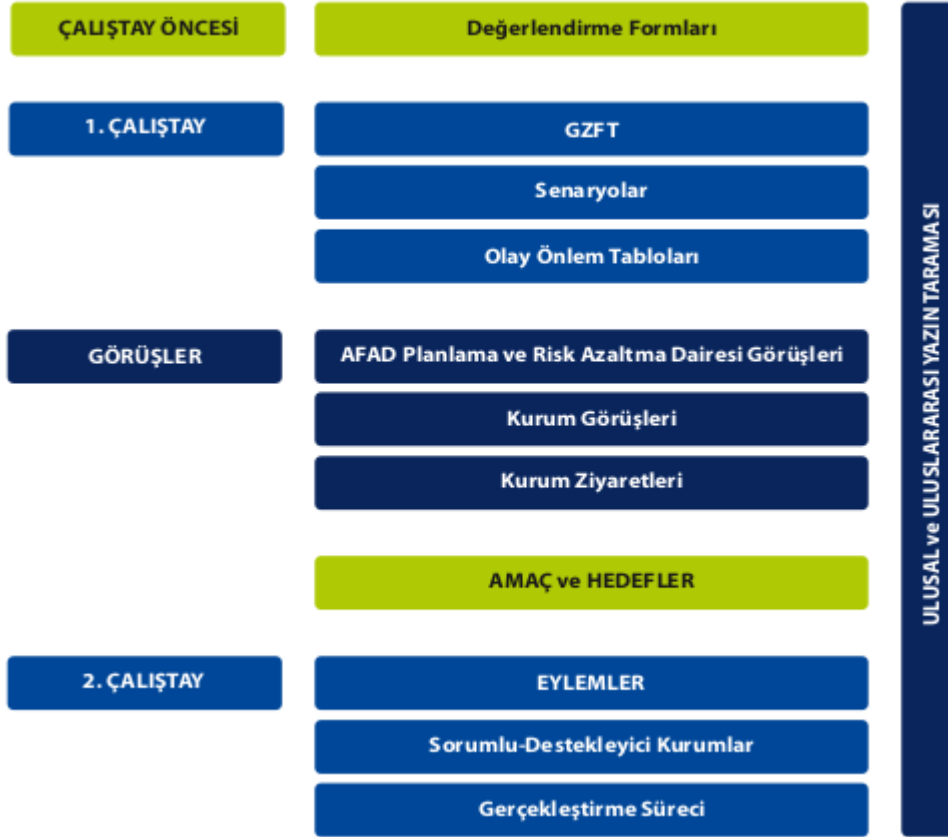 ÇALIŞTAY ÖNCESİ
Değerlendirme Formları
1. ÇALIŞTAY
GZFT
Senaryolar
Olay Önlem Tabloları
GÖRÜŞLER
AFAD Planlama ve Risk Azaltma Dairesi Görüşleri
Kurum Görüşleri
Kurum Ziyaretleri
AMAÇ ve HEDEFLER
2. ÇALIŞTAY
EYLEMLER
Sorumlu-Destekleyici Kurumlar
Gerçekleştirme Süreci
ULUSAL ve ULUSLARARASI YAZIN TARAMASI